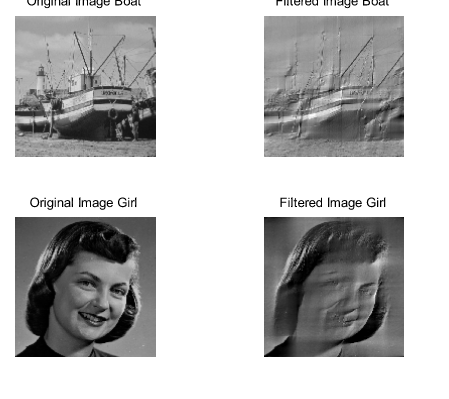 Original Image Boat
Filtered Image Boat
Original Image Girl
Filtered Image Girl